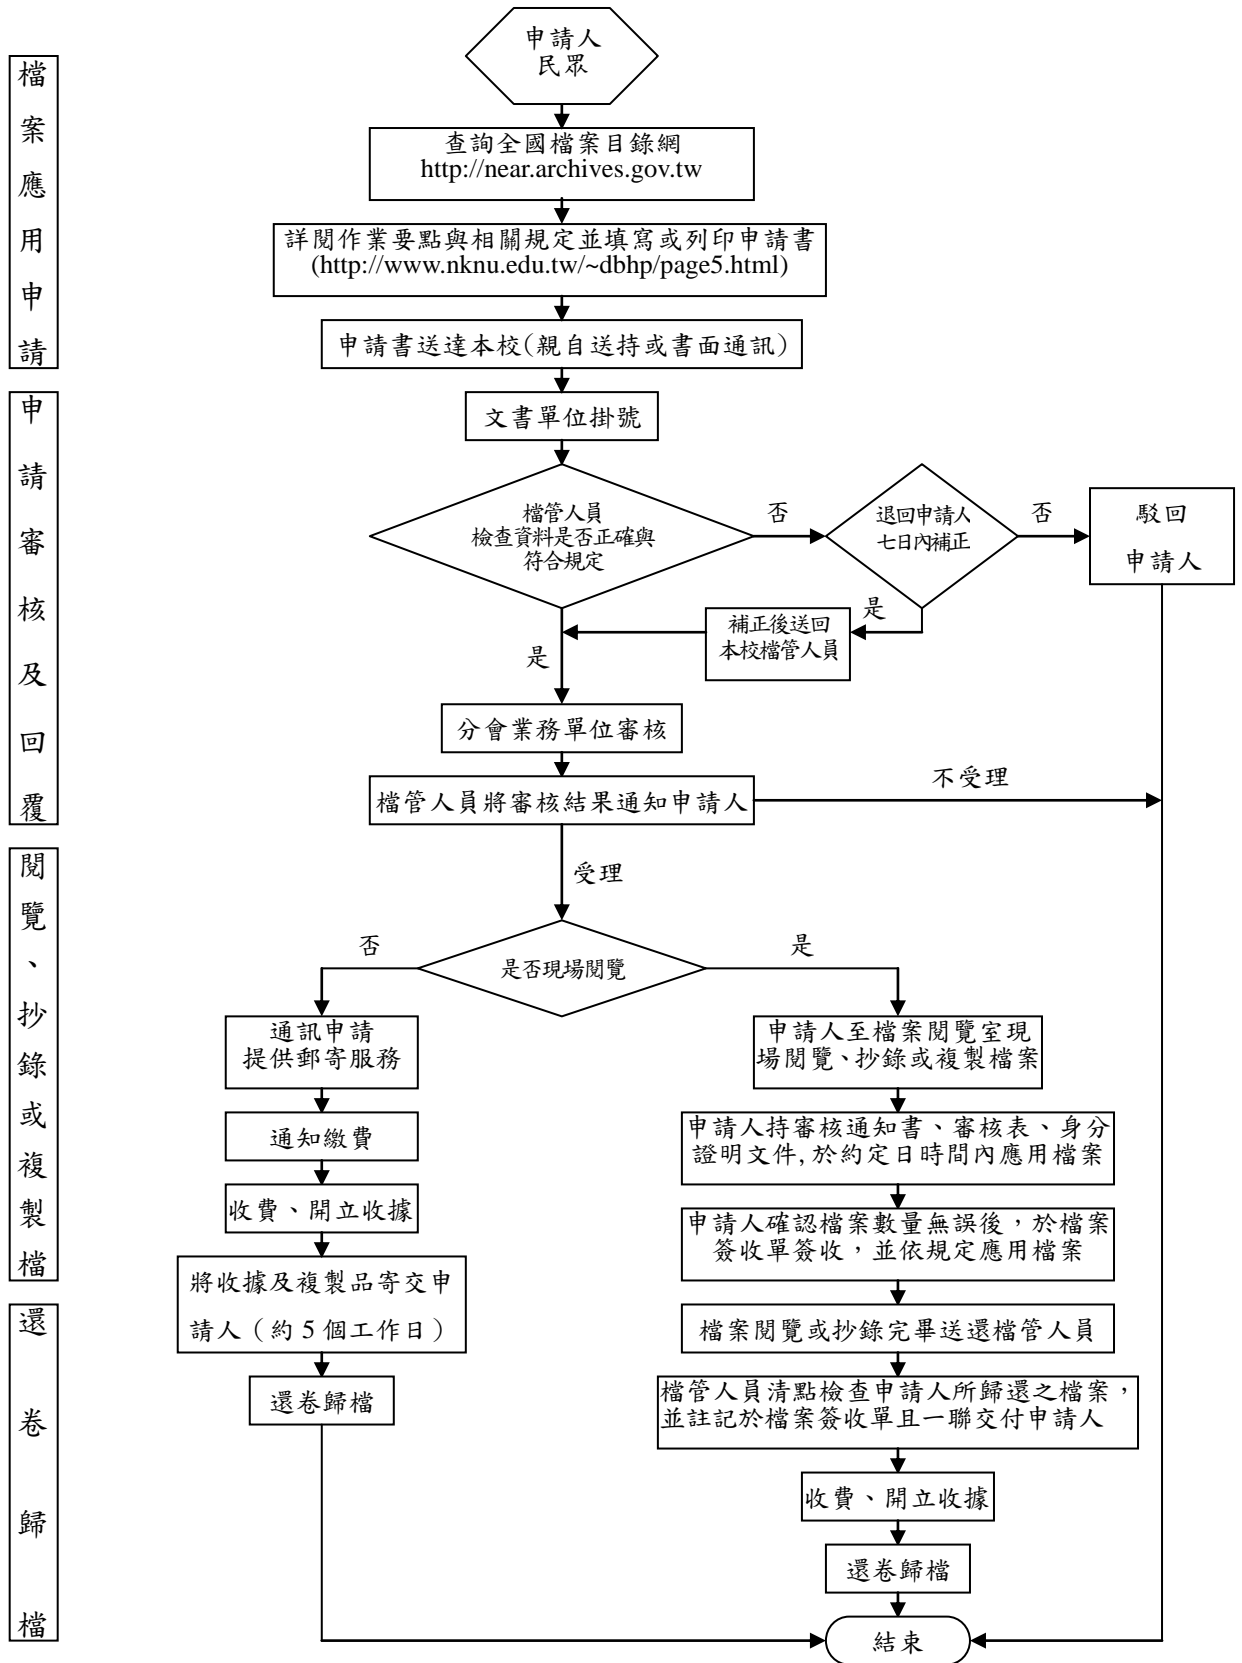 檔案應用申請
申請審核及回覆
閱覽、抄錄或複製檔
還卷歸檔
申請人
民眾
查詢全國檔案目錄網
http://near.archives.gov.tw
詳閱作業要點與相關規定並填寫或列印申請書
(http://www.nknu.edu.tw/~dbhp/page5.html)
申請書送達本校(親自送持或書面通訊)
文書單位掛號
檔管人員
檢查資料是否正確與
符合規定
否
退回申請人
七日內補正
否
駁回
申請人
是
補正後送回
本校檔管人員
是
分會業務單位審核
檔管人員將審核結果通知申請人
不受理
受理
是否現場閱覽
否
是
通訊申請
提供郵寄服務
通知繳費
收費、開立收據
將收據及複製品寄交申
請人（約 5 個工作日）
還卷歸檔
申請人至檔案閱覽室現
場閱覽、抄錄或複製檔案
申請人持審核通知書、審核表、身分
證明文件,於約定日時間內應用檔案
申請人確認檔案數量無誤後，於檔案
簽收單簽收，並依規定應用檔案
檔案閱覽或抄錄完畢送還檔管人員
檔管人員清點檢查申請人所歸還之檔案，
並註記於檔案簽收單且一聯交付申請人
收費、開立收據
還卷歸檔
結束